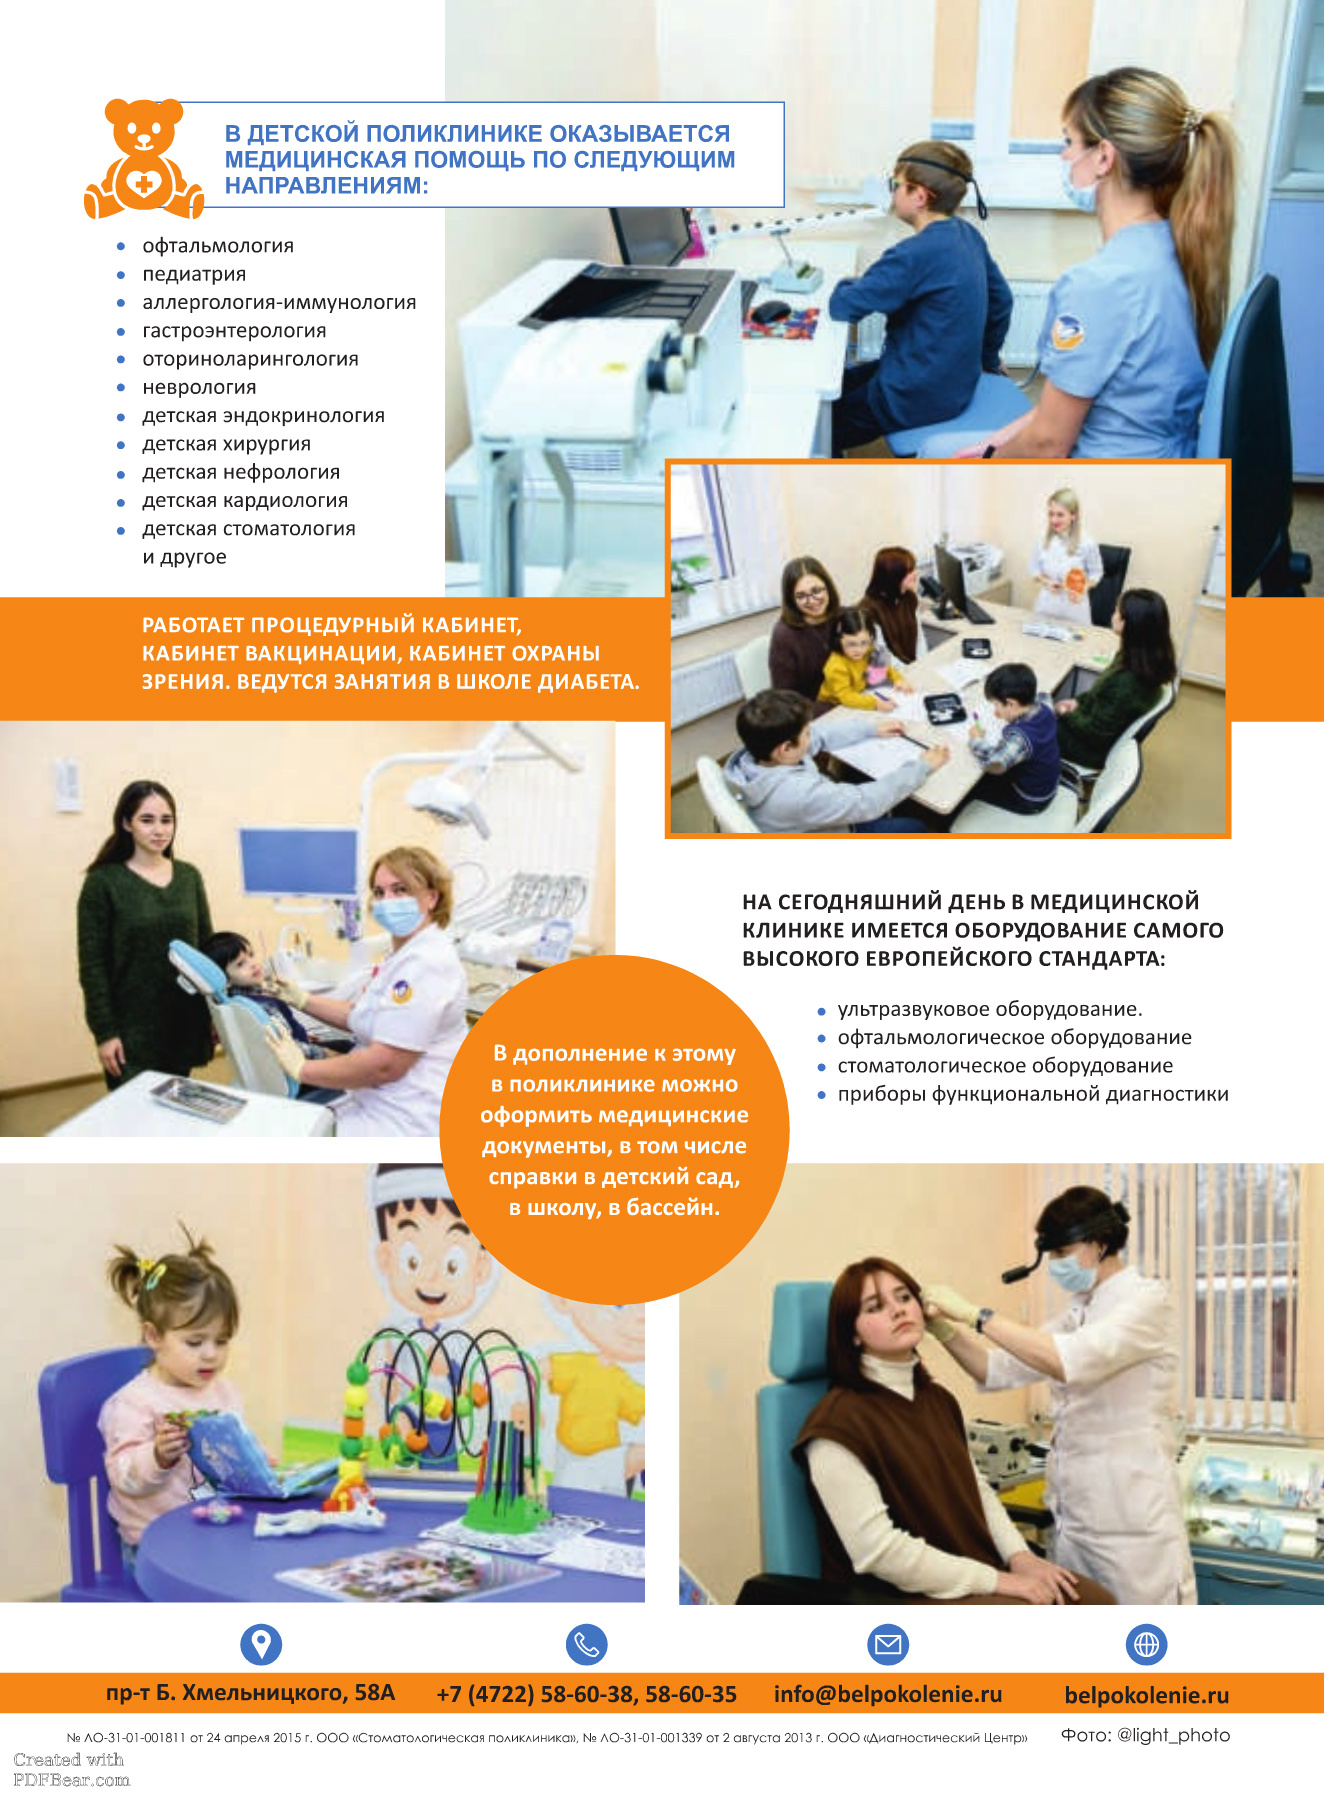 В ДЕТСКОЙ ПОЛИКЛИНИКЕ ОКАЗЫВАЕТСЯ
МЕДИЦИНСКАЯ ПОМОЩЬ ПО СЛЕДУЮЩИМ
НАПРАВЛЕНИЯМ:
• офтальмология
• педиатрия
• аллергология-иммунология
• гастроэнтерология
• оториноларингология
• неврология
• детская эндокринология
• детская хирургия
• детская нефрология
• детская кардиология
• детская стоматология
и другое
РАБОТАЕТ ПРОЦЕДУРНЫЙ КАБИНЕТ,
КАБИНЕТ ВАКЦИНАЦИИ, КАБИНЕТ ОХРАНЫ
ЗРЕНИЯ. ВЕДУТСЯ ЗАНЯТИЯ В ШКОЛЕ ДИАБЕТА.
НА СЕГОДНЯШНИЙ ДЕНЬ В МЕДИЦИНСКОЙ
КЛИНИКЕ ИМЕЕТСЯ ОБОРУДОВАНИЕ САМОГО
ВЫСОКОГО ЕВРОПЕЙСКОГО СТАНДАРТА:
• ультразвуковое оборудование.
• офтальмологическое оборудование
• стоматологическое оборудование
• приборы функциональной диагностики
В дополнение к этому
в поликлинике можно
оформить медицинские
документы, в том числе
справки в детский сад,
в школу, в бассейн.
пр-т Б. Хмельницкого, 58А
+7 (4722) 58-60-38, 58-60-35
info@belpokolenie.ru
belpokolenie.ru
№ ЛО-31-01-001811 от 24 апреля 2015 г. ООО «Стоматологическая поликлиника», № ЛО-31-01-001339 от 2 августа 2013 г. ООО «Диагностический Центр»
Фото: @light_photo
Created with
PDFBear.com